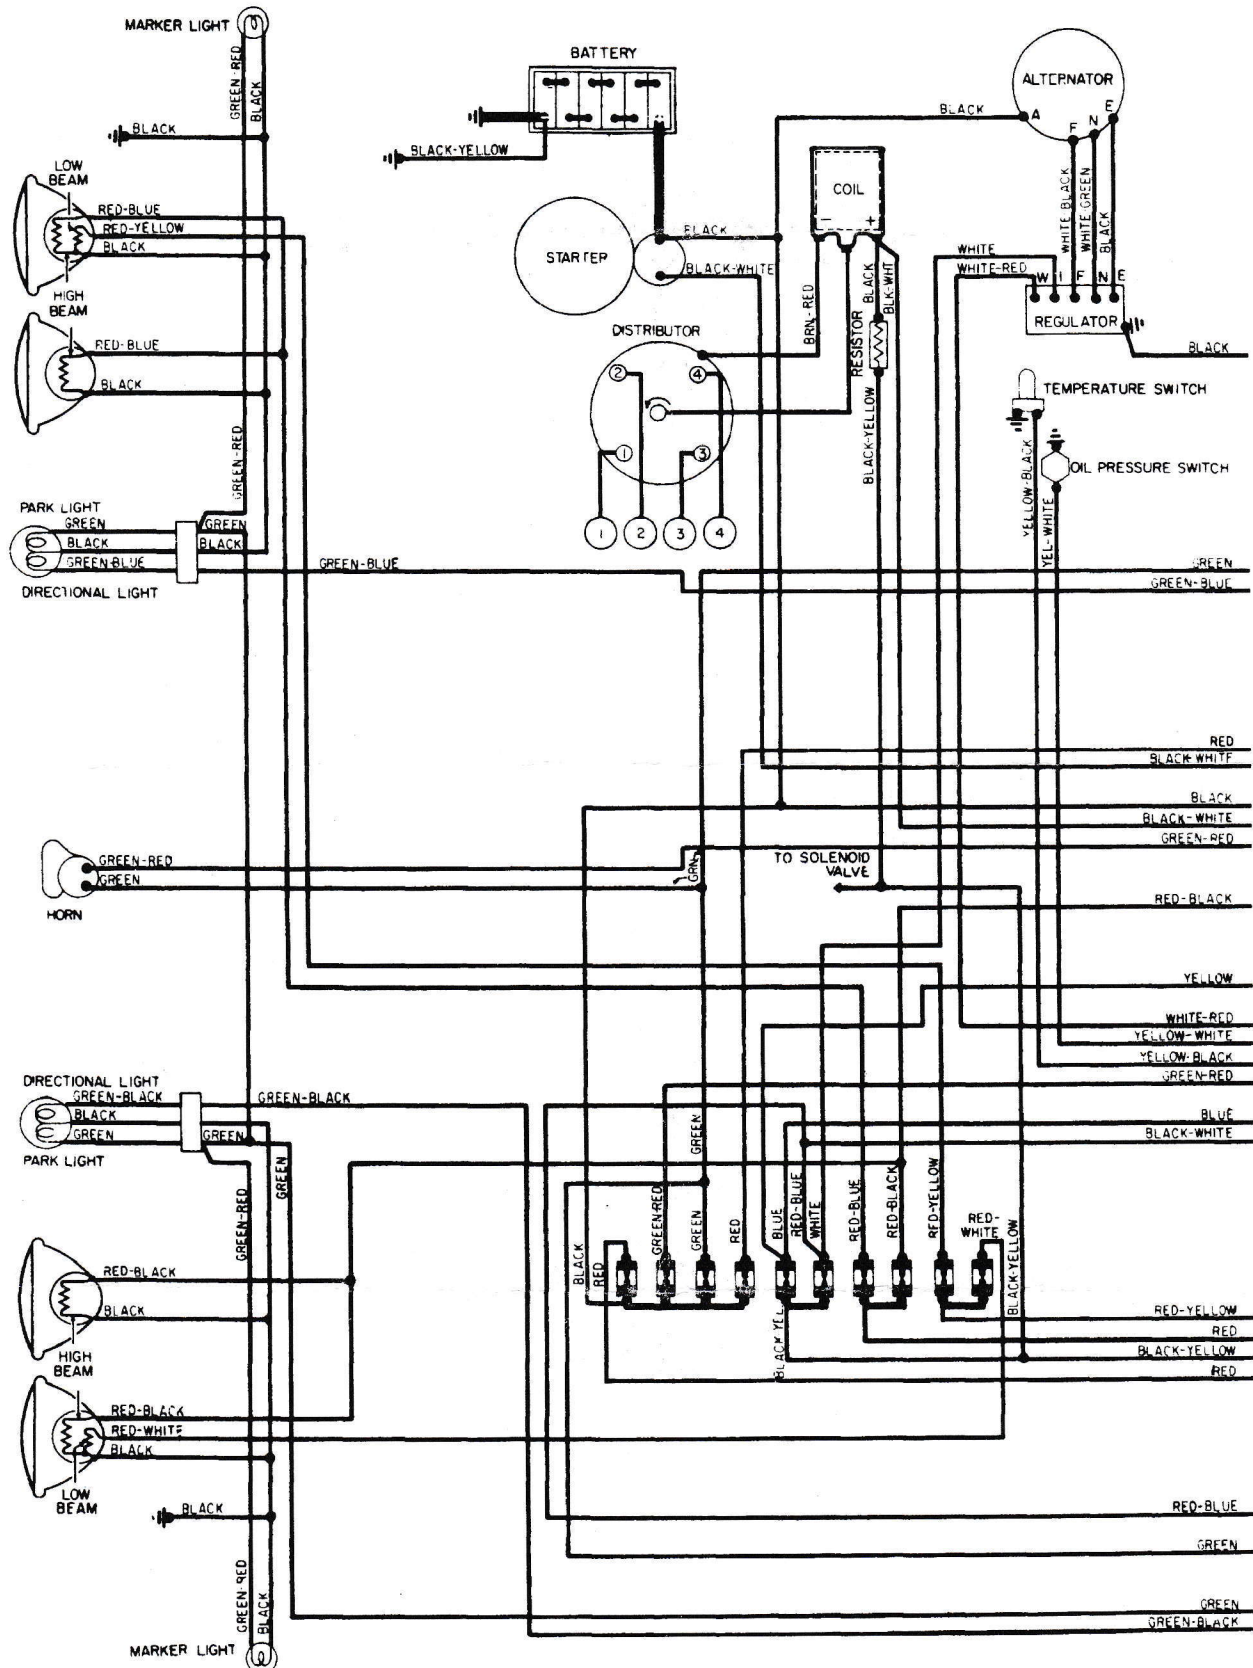 MARKER LIGHT
GREEN-RED
BLACK
BLACK
LOW
BEAM
RED-BLUE
RED-YELLOW
BLACK
HIGH
BEAM
RED-BLUE
BLACK
GREEN-RED
PARK LIGHT
GREEN
BLACK
GREEN-BLUE
GREEN
BLACK
DIRECTIONAL LIGHT
GREEN-BLUE
BATTERY
BLACK-YELLOW
STARTER
BLACK
BLACK-WHITE
DISTRIBUTOR
2
4
1
3
1
2
3
4
COIL
-
+
BRN-RED
BLACK
BLK-WHT
RESISTOR
BLACK-YELLOW
BLACK
ALTERNATOR
A
F
N
E
WHITE BLACK
WHITE-GREEN
BLACK
WHITE
WHITE-RED
W I F N E
REGULATOR
BLACK
TEMPERATURE SWITCH
OIL PRESSURE SWITCH
YELLOW-BLACK
YEL-WHITE
GREEN
GREEN-BLUE
RED
BLACK-WHITE
BLACK
BLACK-WHITE
GREEN-RED
HORN
GREEN-RED
GREEN
GRN
TO SOLENOID
VALVE
RED-BLACK
YELLOW
WHITE-RED
YELLOW-WHITE
YELLOW-BLACK
GREEN-RED
BLUE
BLACK-WHITE
DIRECTIONAL LIGHT
GREEN-BLACK
BLACK
GREEN
GREEN
PARK LIGHT
GREEN-BLACK
GREEN-RED
GREEN
GREEN
BLACK
RED
GREEN-RED
GREEN
RED
BLUE
RED-BLUE
WHITE
RED-BLUE
RED-BLACK
RED-YELLOW
RED-
WHITE
BLACK-YELLOW
BLACK YEL
RED-BLACK
BLACK
HIGH
BEAM
RED-BLACK
RED-WHITE
BLACK
LOW
BEAM
BLACK
GREEN-RED
BLACK
MARKER LIGHT
RED-YELLOW
RED
BLACK-YELLOW
RED
RED-BLUE
GREEN
GREEN
GREEN-BLACK